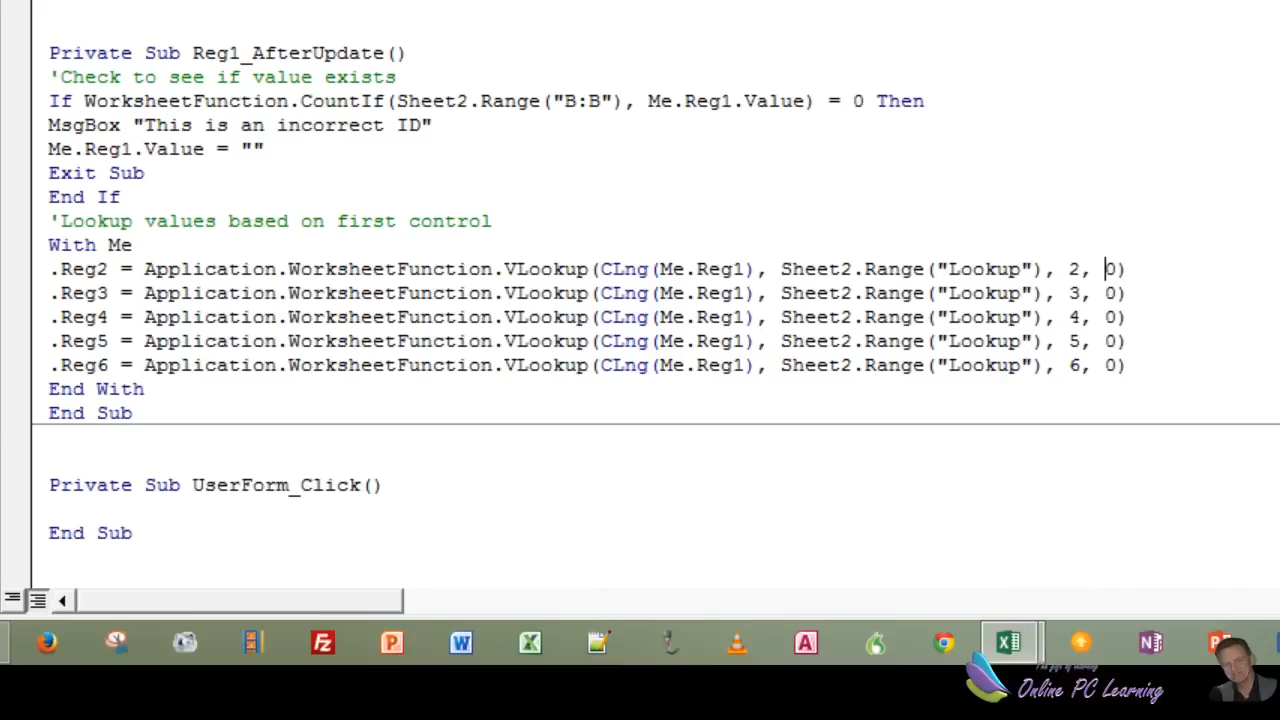 Private Sub Reg1_AfterUpdate()
'Check to see if value exists
If WorksheetFunction.CountIf(Sheet2.Range("B:B"), Me.Reg1.Value) = 0 Then
MsgBox "This is an incorrect ID"
Me.Reg1.Value = ""
Exit Sub
End If
'Lookup values based on first control
With Me
.Reg2 = Application.WorksheetFunction.VLookup(CLng(Me.Reg1), Sheet2.Range("Lookup"), 2, 0)
.Reg3 = Application.WorksheetFunction.VLookup(CLng(Me.Reg1), Sheet2.Range("Lookup"), 3, 0)
.Reg4 = Application.WorksheetFunction.VLookup(CLng(Me.Reg1), Sheet2.Range("Lookup"), 4, 0)
.Reg5 = Application.WorksheetFunction.VLookup(CLng(Me.Reg1), Sheet2.Range("Lookup"), 5, 0)
.Reg6 = Application.WorksheetFunction.VLookup(CLng(Me.Reg1), Sheet2.Range("Lookup"), 6, 0)
End With
End Sub
Private Sub UserForm_Click()
End Sub
The gift of learning
Online PC Learning